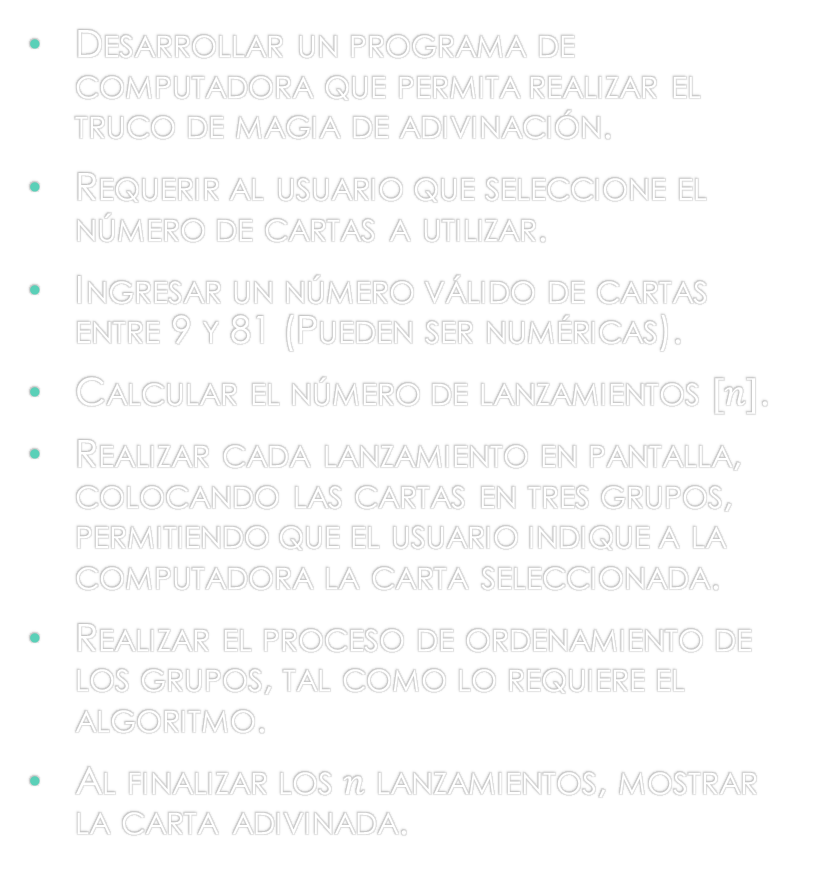 • Desarrollar un programa de
computadora que permita realizar el
truco de magia de adivinación.
• Requerir al usuario que seleccione el
número de cartas a utilizar.
• Ingresar un número válido de cartas
entre 9 y 81 (Pueden ser numéricas).
• Calcular el número de lanzamientos [n].
• Realizar cada lanzamiento en pantalla,
colocando las cartas en tres grupos,
permitiendo que el usuario indique a la
computadora la carta seleccionada.
• Realizar el proceso de ordenamiento de
los grupos, tal como lo requiere el
algoritmo.
• Al finalizar los n lanzamientos, mostrar
la carta adivinada.